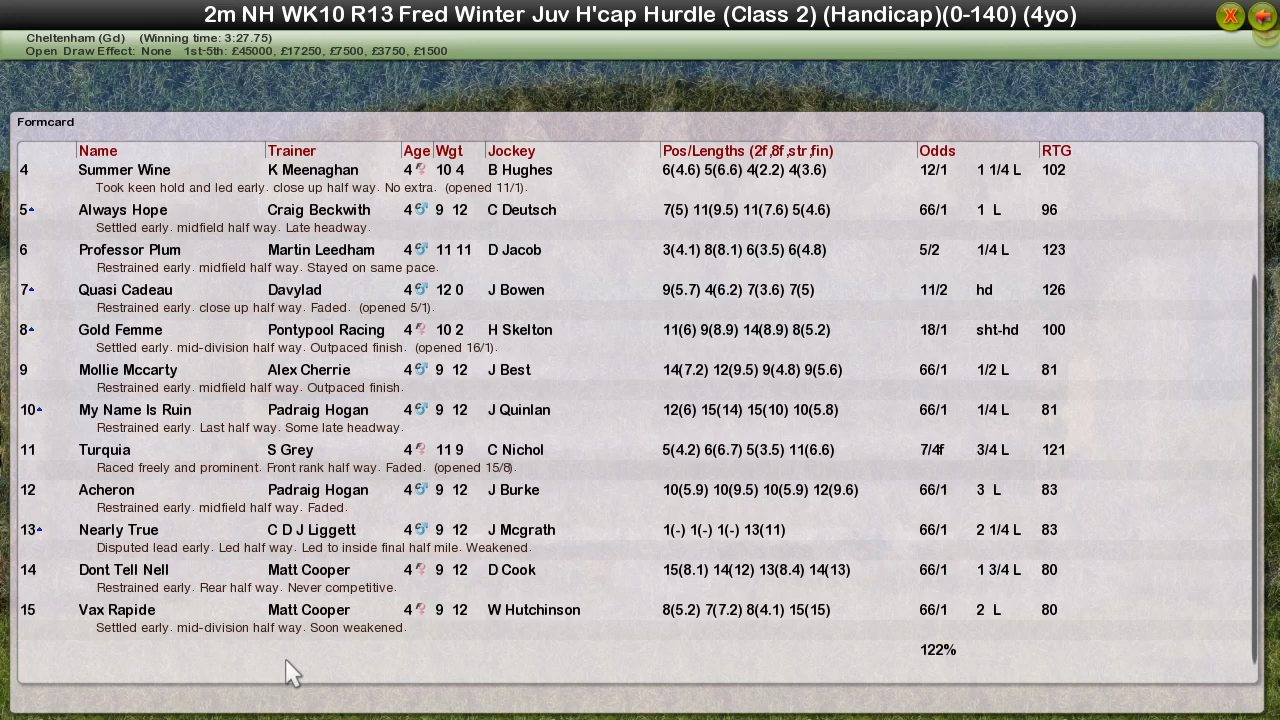 2m NH WK10 R13 Fred Winter Juv H'cap Hurdle (Class 2) (Handicap)(0-140) (4yo)
Cheltenham (Gd) (Winning time: 3:27.75)
Open Draw Effect: None 1st-5th: £45000, £17250, £7500, £3750, £1500
Formcard
Name Trainer Age Wgt Jockey Pos/Lengths (2f,8f,str,fin) Odds RTG
4 Summer Wine K Meenaghan 4 10 4 B Hughes 6(4.6) 5(6.6) 4(2.2) 4(3.6) 12/1 1 1/4 L 102
Took keen hold and led early. close up half way. No extra. (opened 11/1).
5 Always Hope Craig Beckwith 4 9 12 C Deutsch 7(5) 11(9.5) 11(7.6) 5(4.6) 66/1 1 L 96
Settled early. midfield half way. Late headway.
6 Professor Plum Martin Leedham 4 11 11 D Jacob 3(4.1) 8(8.1) 6(3.5) 6(4.8) 5/2 1/4 L 123
Restrained early. midfield half way. Stayed on same pace.
7 Quasi Cadeau Davylad 4 12 0 J Bowen 9(5.7) 4(6.2) 7(3.6) 7(5) 11/2 hd 126
Restrained early. close up half way. Faded. (opened 5/1).
8 Gold Femme Pontypool Racing 4 10 2 H Skelton 11(6) 9(8.9) 14(8.9) 8(5.2) 18/1 sht-hd 100
Settled early. mid-division half way. Outpaced finish. (opened 16/1).
9 Mollie Mccarty Alex Cherrie 4 9 12 J Best 14(7.2) 12(9.5) 9(4.8) 9(5.6) 66/1 1/2 L 81
Restrained early. midfield half way. Outpaced finish.
10 My Name Is Ruin Padraig Hogan 4 9 12 J Quinlan 12(6) 15(14) 15(10) 10(5.8) 66/1 1/4 L 81
Restrained early. Last half way. Some late headway.
11 Turquia S Grey 4 11 9 C Nichol 5(4.2) 6(6.7) 5(3.5) 11(6.6) 7/4f 3/4 L 121
Raced freely and prominent. Front rank half way. Faded. (opened 15/8).
12 Acheron Padraig Hogan 4 9 12 J Burke 10(5.9) 10(9.5) 10(5.9) 12(9.6) 66/1 3 L 83
Restrained early. midfield half way. Faded.
13 Nearly True C D J Liggett 4 9 12 J Mcgrath 1(-) 1(-) 1(-) 13(11) 66/1 2 1/4 L 83
Disputed lead early. Led half way. Led to inside final half mile. Weakened.
14 Dont Tell Nell Matt Cooper 4 9 12 D Cook 15(8.1) 14(12) 13(8.4) 14(13) 66/1 1 3/4 L 80
Restrained early. Rear half way. Never competitive.
15 Vax Rapide Matt Cooper 4 9 12 W Hutchinson 8(5.2) 7(7.2) 8(4.1) 15(15) 66/1 2 L 80
Settled early. mid-division half way. Soon weakened.
122%